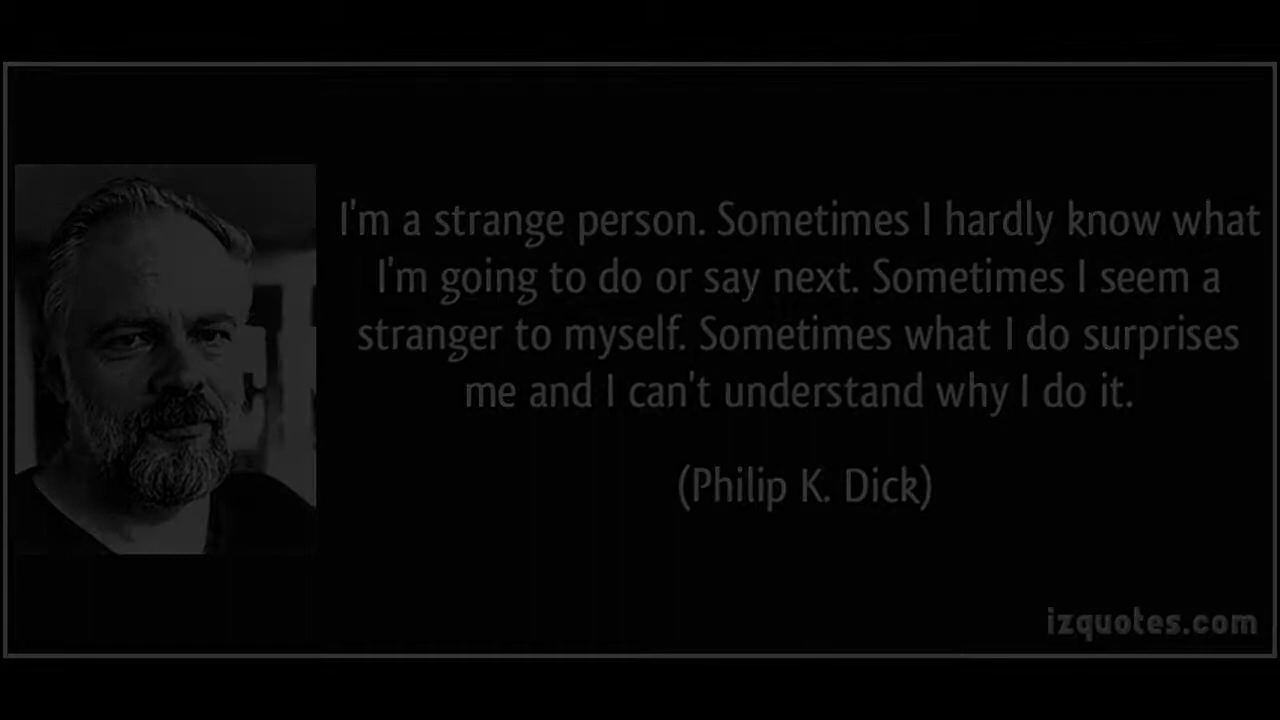 I'm a strange person. Sometimes I hardly know what
I'm going to do or say next. Sometimes I seem a
stranger to myself. Sometimes what I do surprises
me and I can't understand why I do it.
(Philip K. Dick)
izquotes.com